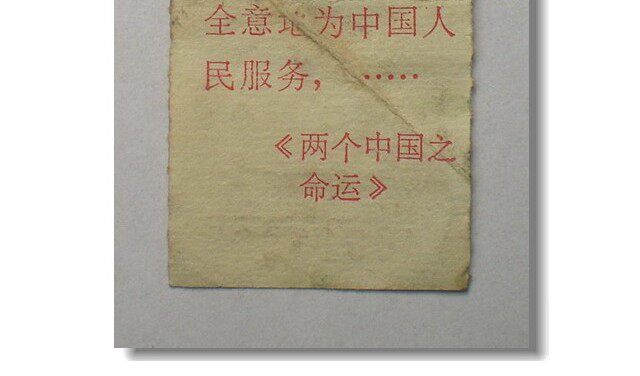 全意地为中国人
民服务，……
《两个中国之
命运》